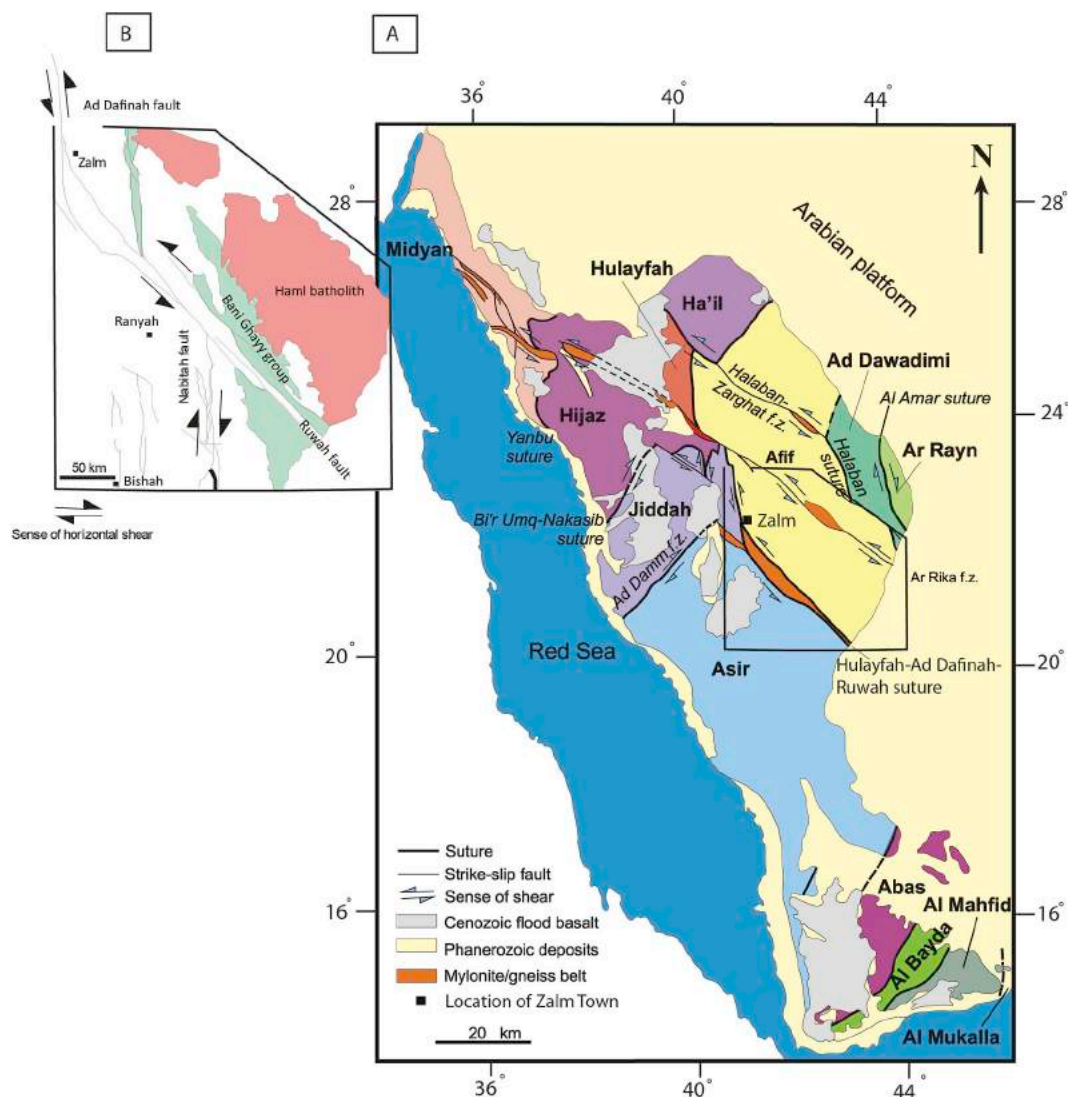 B
A
Ad Dafinah fault
Zalm
Haml batholith
Ranyah
Bani Ghayy group
Nabitah fault
Ruwah fault
50 km
Bishah
Sense of horizontal shear
36°
40°
44°
28°
28°
N
Arabian platform
Midyan
Hulayfah
Ha'il
Ad Dawadimi
Halaban-
Zarghat f.z.
Al Amar suture
24°
24°
Hijaz
Ar Rayn
Yanbu
suture
Afif
Halaban
suture
Jiddah
Zalm
Bi'r Umq-Nakasib
suture
Ad Damm f.z.
Ar Rika f.z.
Red Sea
20°
20°
Asir
Hulayfah-Ad Dafinah-
Ruwah suture
Suture
Strike-slip fault
Sense of shear
Cenozoic flood basalt
Phanerozoic deposits
Mylonite/gneiss belt
Location of Zalm Town
20 km
16°
16°
Abas
Al Mahfid
Al Bayda
Al Mukalla
36°
40°
44°